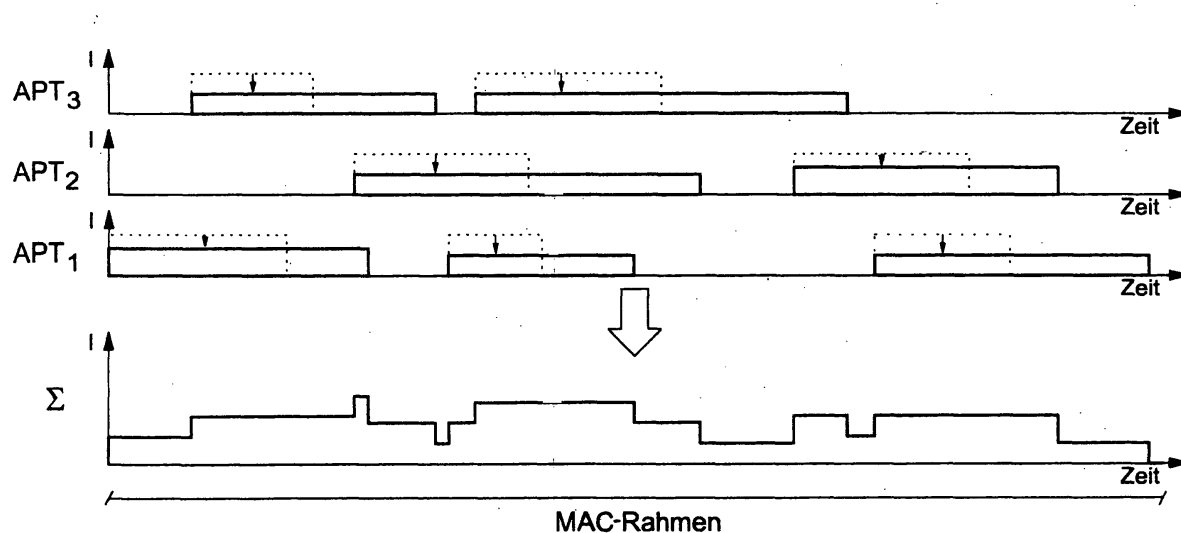 I
APT3
Zeit
I
APT2
Zeit
I
APT1
Zeit
I
Σ
Zeit
MAC-Rahmen